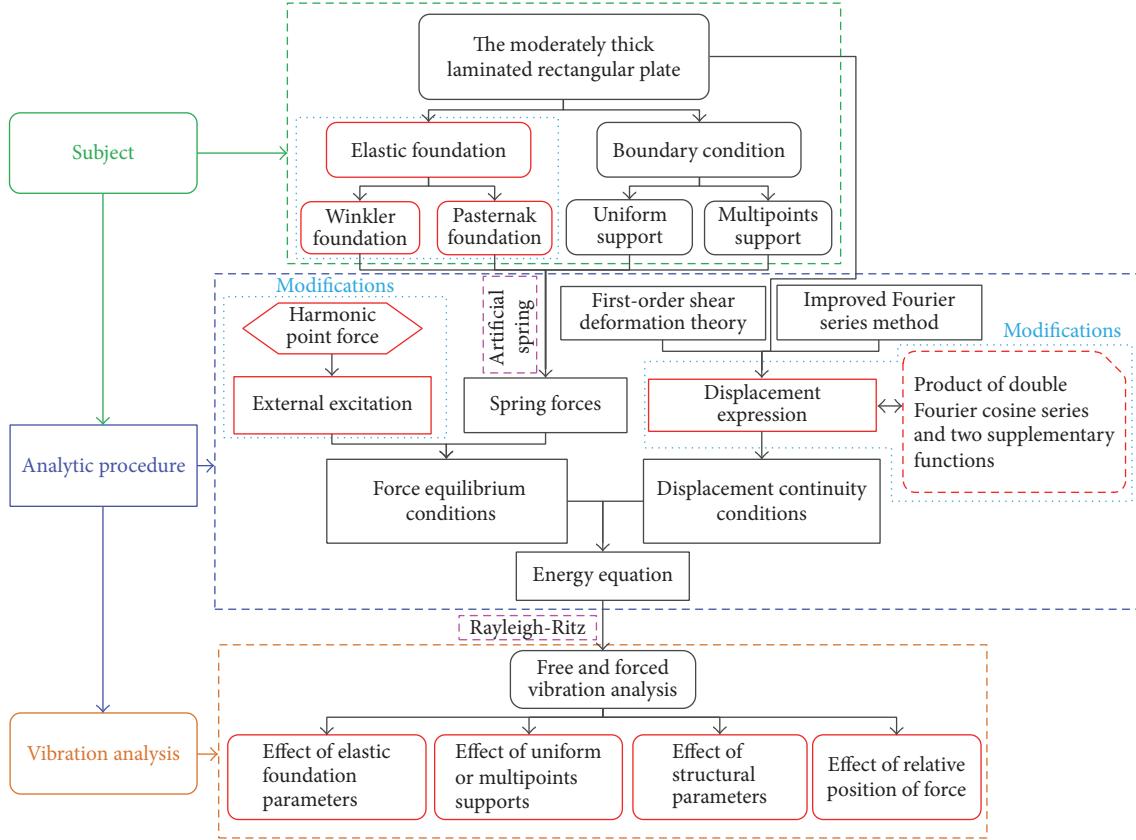 The moderately thick
laminated rectangular plate
Subject
Elastic foundation
Boundary condition
Winkler
foundation
Pasternak
foundation
Uniform
support
Multipoints
support
Modifications
Harmonic
point force
Artificial
spring
First-order shear
deformation theory
Improved Fourier
series method
Modifications
External excitation
Spring forces
Displacement
expression
Product of double
Fourier cosine series
and two supplementary
functions
Analytic procedure
Force equilibrium
conditions
Displacement continuity
conditions
Energy equation
Rayleigh-Ritz
Free and forced
vibration analysis
Vibration analysis
Effect of elastic
foundation
parameters
Effect of uniform
or multipoints
supports
Effect of
structural
parameters
Effect of relative
position of force